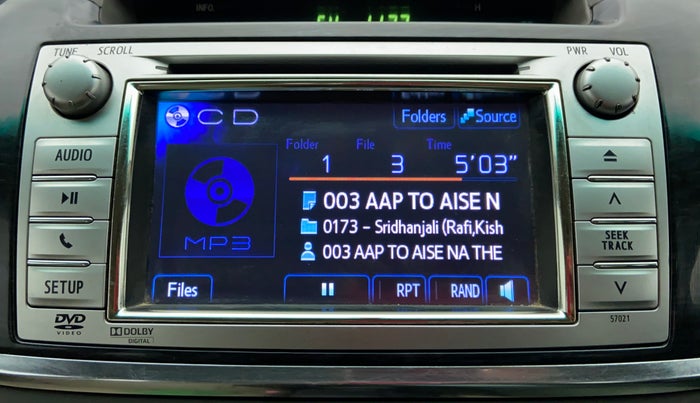 INFO.
H
TUNE SCROLL
PWR VOL
AUDIO
SETUP
DVD
VIDEO
DOLBY
DIGITAL
CD
Folders
Source
Folder File Time
1 3 5'03"
003 AAP TO AISE N
0173 - Sridhanjali (Rafi,Kish
003 AAP TO AISE NA THE
MP3
Files
RPT
RAND
SEEK
TRACK
57021